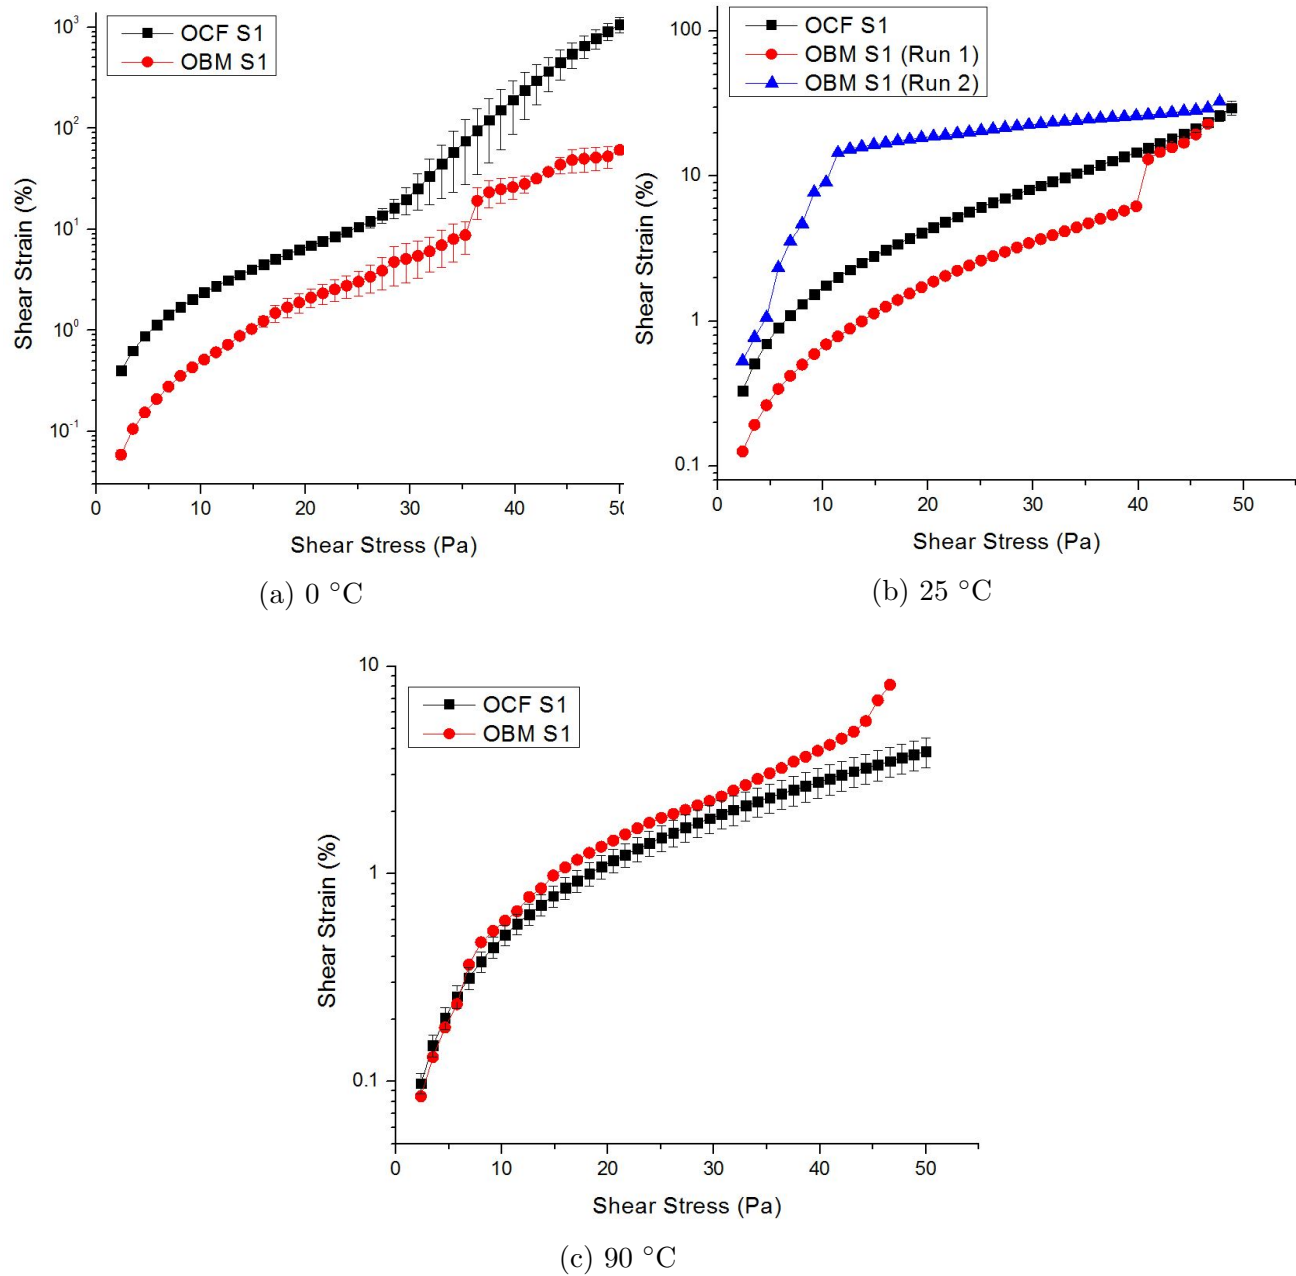 OCF S1
OBM S1
10³
10²
10¹
10⁰
10⁻¹
Shear Strain (%)
0 10 20 30 40 50
Shear Stress (Pa)
(a) 0 °C
OCF S1
OBM S1 (Run 1)
OBM S1 (Run 2)
100
10
1
0.1
Shear Strain (%)
0 10 20 30 40 50
Shear Stress (Pa)
(b) 25 °C
OCF S1
OBM S1
10
1
0.1
Shear Strain (%)
0 10 20 30 40 50
Shear Stress (Pa)
(c) 90 °C